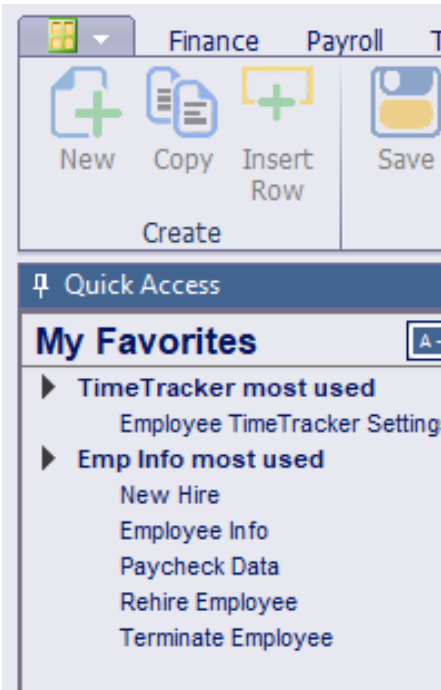 Finance Payroll T
New Copy Insert Row Save
Create
Quick Access
My Favorites A-
TimeTracker most used
Employee TimeTracker Settings
Emp Info most used
New Hire
Employee Info
Paycheck Data
Rehire Employee
Terminate Employee